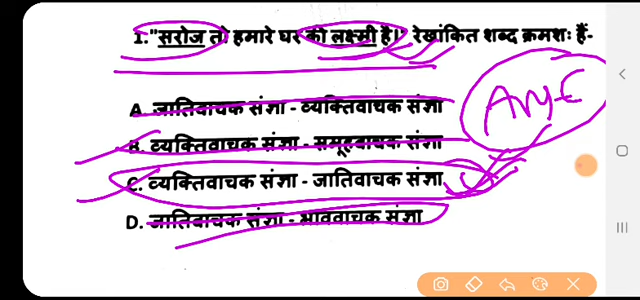 1."सरोज तो हमारे घर की लक्ष्मी है।" रेखांकित शब्द क्रमशः हैं-
A. जातिवाचक संज्ञा - व्यक्तिवाचक संज्ञा
B. व्यक्तिवाचक संज्ञा - समूहवाचक संज्ञा
C. व्यक्तिवाचक संज्ञा - जातिवाचक संज्ञा
D. जातिवाचक संज्ञा - भाववाचक संज्ञा